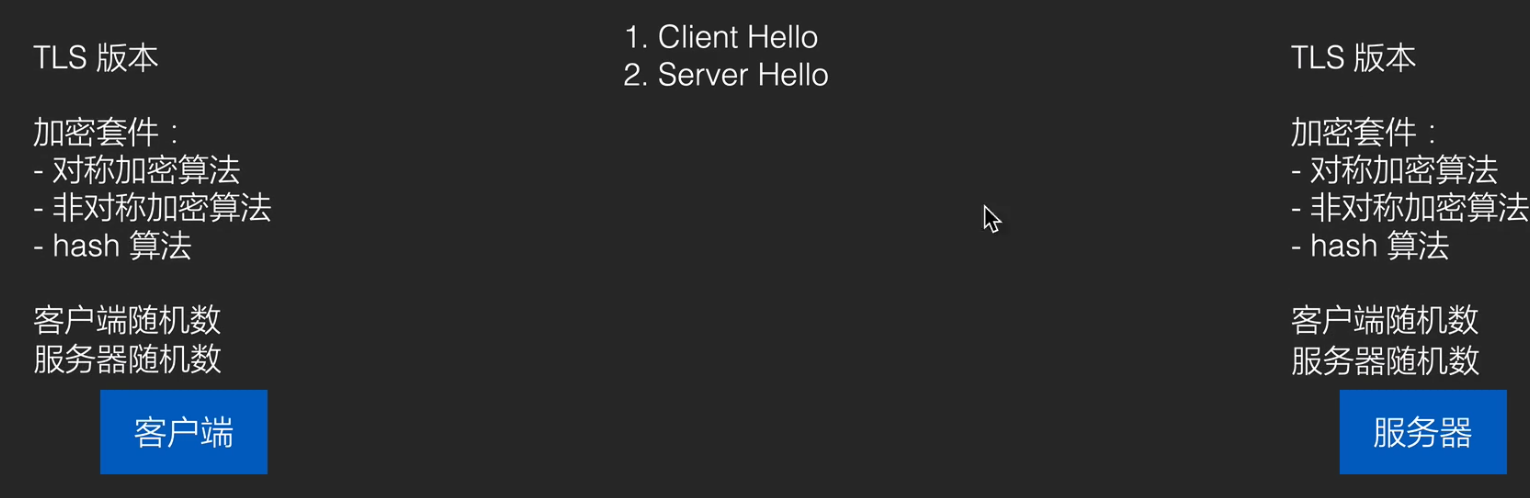 TLS 版本
加密套件：
- 对称加密算法
- 非对称加密算法
- hash 算法
客户端随机数
服务器随机数
客户端
1. Client Hello
2. Server Hello
TLS 版本
加密套件：
- 对称加密算法
- 非对称加密算法
- hash 算法
客户端随机数
服务器随机数
服务器